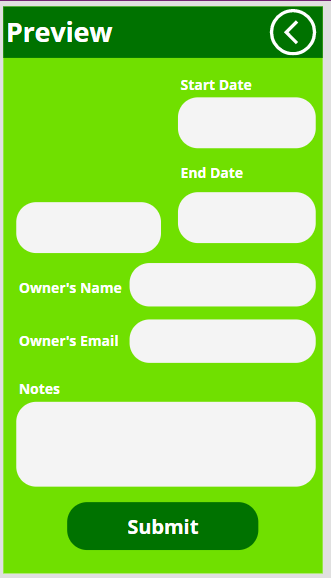 Preview
Start Date
End Date
Owner's Name
Owner's Email
Notes
Submit